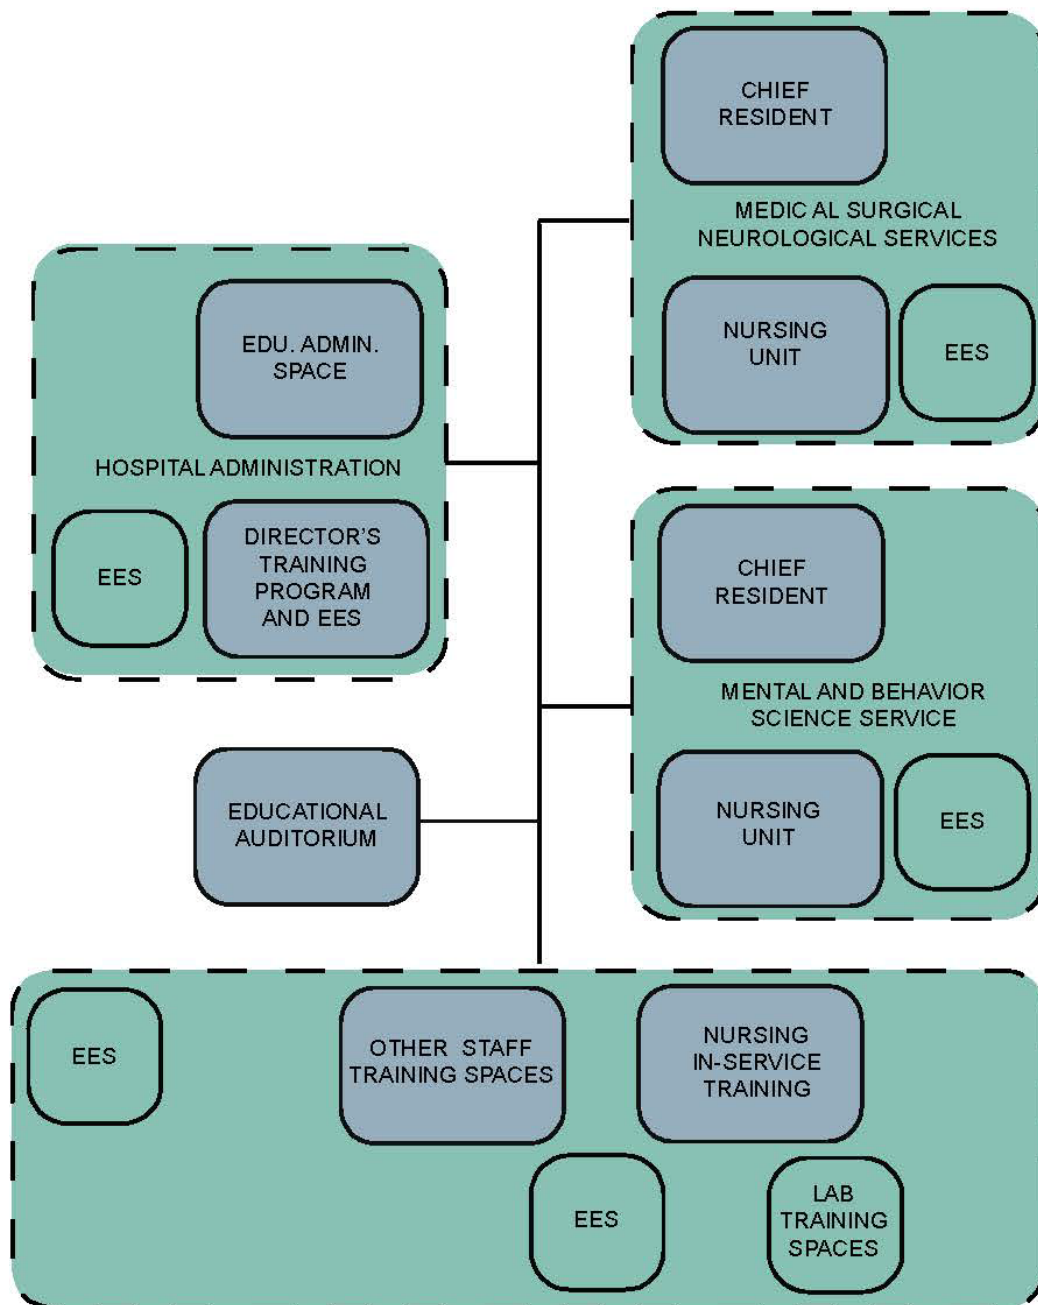 CHIEF
RESIDENT
MEDICAL SURGICAL
NEUROLOGICAL SERVICES
NURSING
UNIT
EES
EDU. ADMIN.
SPACE
HOSPITAL ADMINISTRATION
EES
DIRECTOR'S
TRAINING
PROGRAM
AND EES
CHIEF
RESIDENT
MENTAL AND BEHAVIOR
SCIENCE SERVICE
NURSING
UNIT
EES
EDUCATIONAL
AUDITORIUM
EES
OTHER STAFF
TRAINING SPACES
NURSING
IN-SERVICE
TRAINING
EES
LAB
TRAINING
SPACES